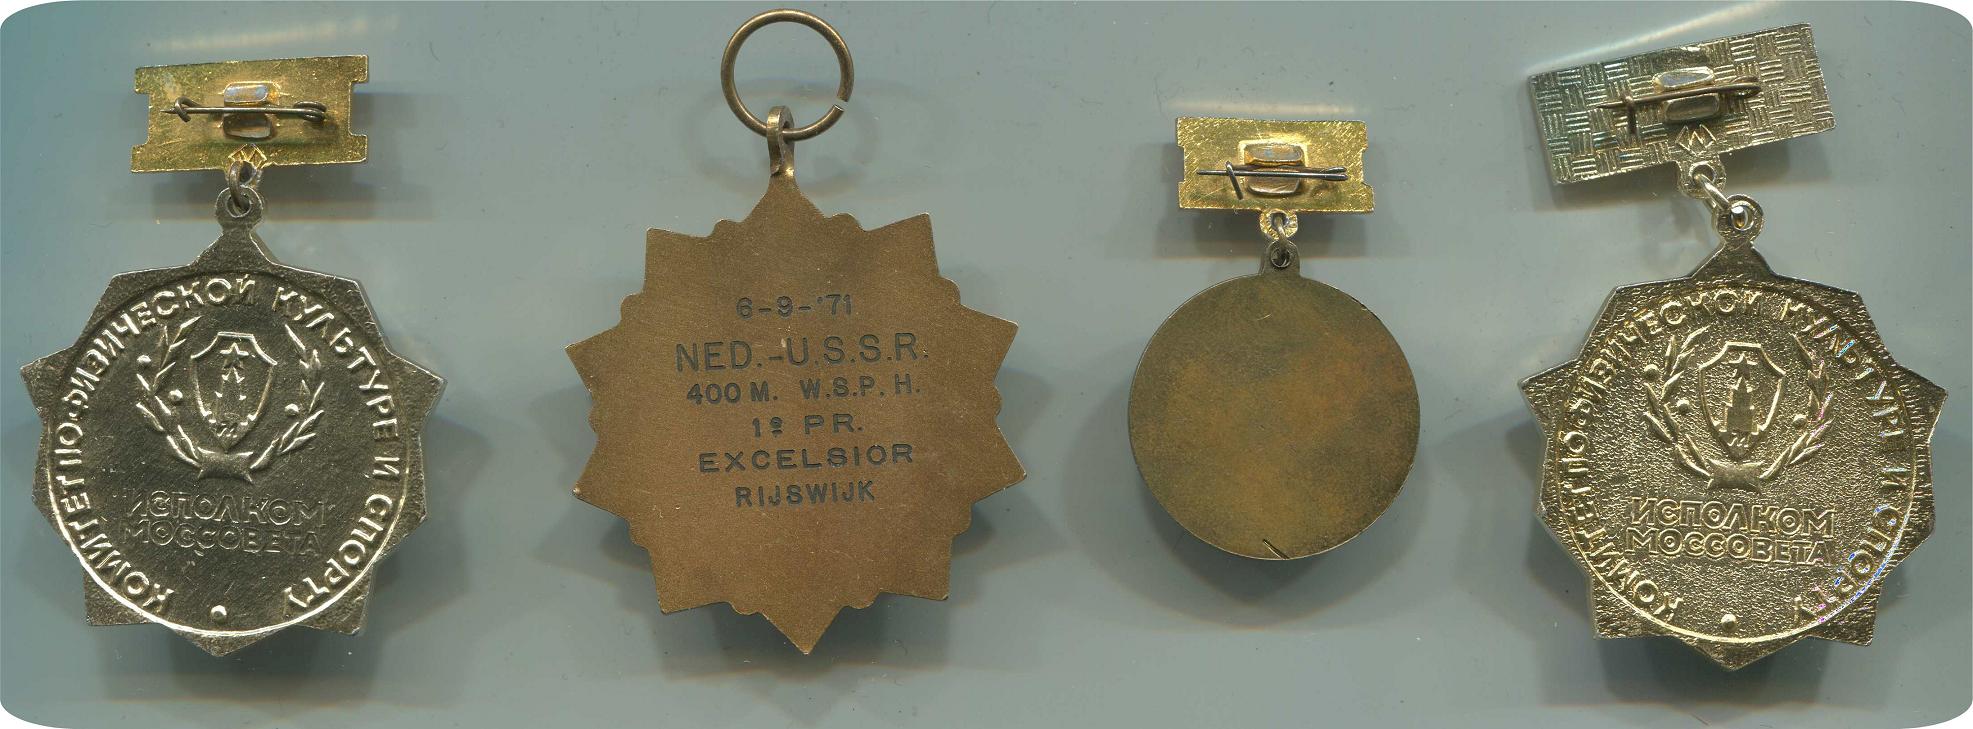 КОМИТЕТ ПО ФИЗИЧЕСКОЙ КУЛЬТУРЕ И СПОРТУ
ИСПОЛКОМ
МОССОВЕТА
6-9-'71
NED.-U.S.S.R.
400 M. W.S.P.H.
1e PR.
EXCELSIOR
RIJSWIJK
КОМИТЕТ ПО ФИЗИЧЕСКОЙ КУЛЬТУРЕ И СПОРТУ
ИСПОЛКОМ
МОССОВЕТА